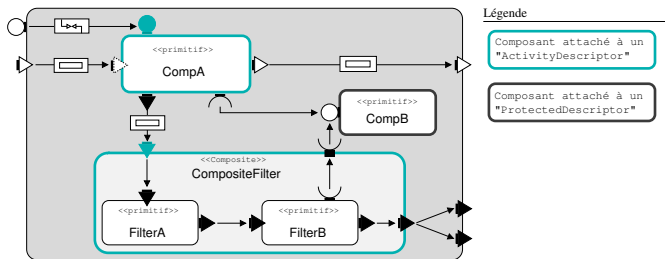 Légende
<<primitif>>
CompA
Composant attaché à un
"ActivityDescriptor"
<<primitif>>
CompB
Composant attaché à un
"ProtectedDescriptor"
<<Composite>>
CompositeFilter
<<primitif>>
FilterA
<<primitif>>
FilterB